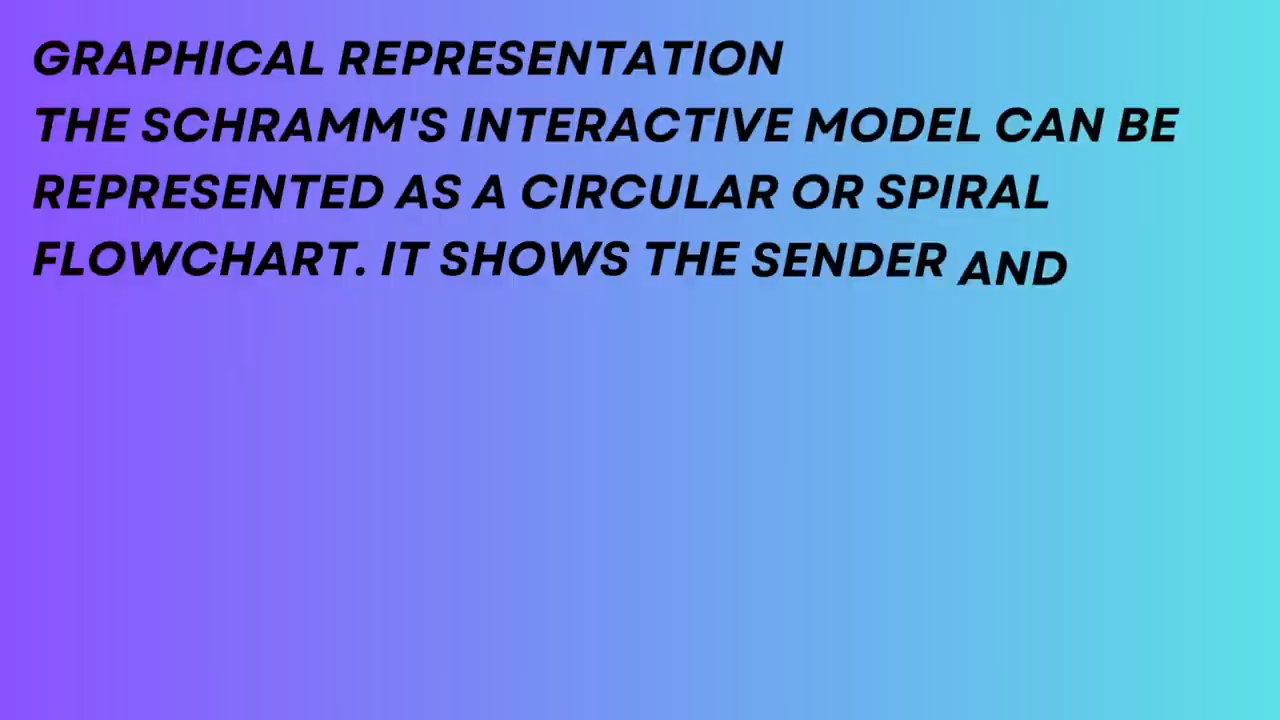 GRAPHICAL REPRESENTATION
THE SCHRAMM'S INTERACTIVE MODEL CAN BE
REPRESENTED AS A CIRCULAR OR SPIRAL
FLOWCHART. IT SHOWS THE SENDER AND